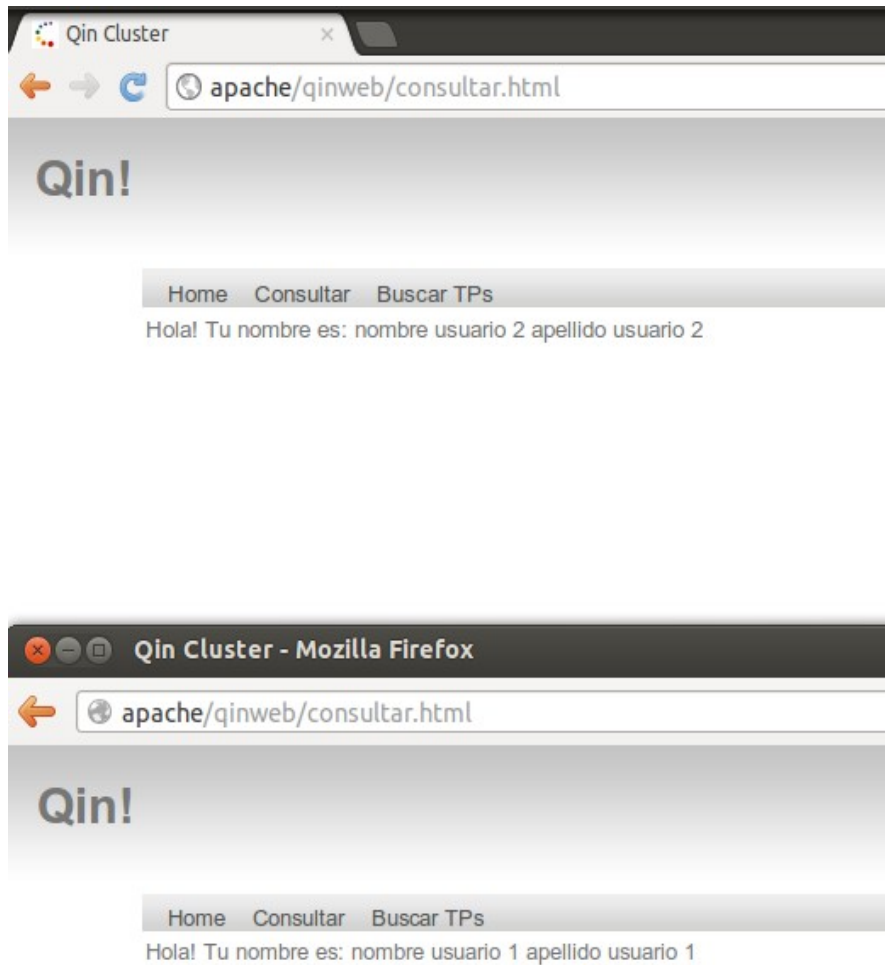 Qin Cluster
apache/qinweb/consultar.html
Qin!
Home Consultar Buscar TPs
Hola! Tu nombre es: nombre usuario 2 apellido usuario 2
Qin Cluster - Mozilla Firefox
apache/qinweb/consultar.html
Qin!
Home Consultar Buscar TPs
Hola! Tu nombre es: nombre usuario 1 apellido usuario 1